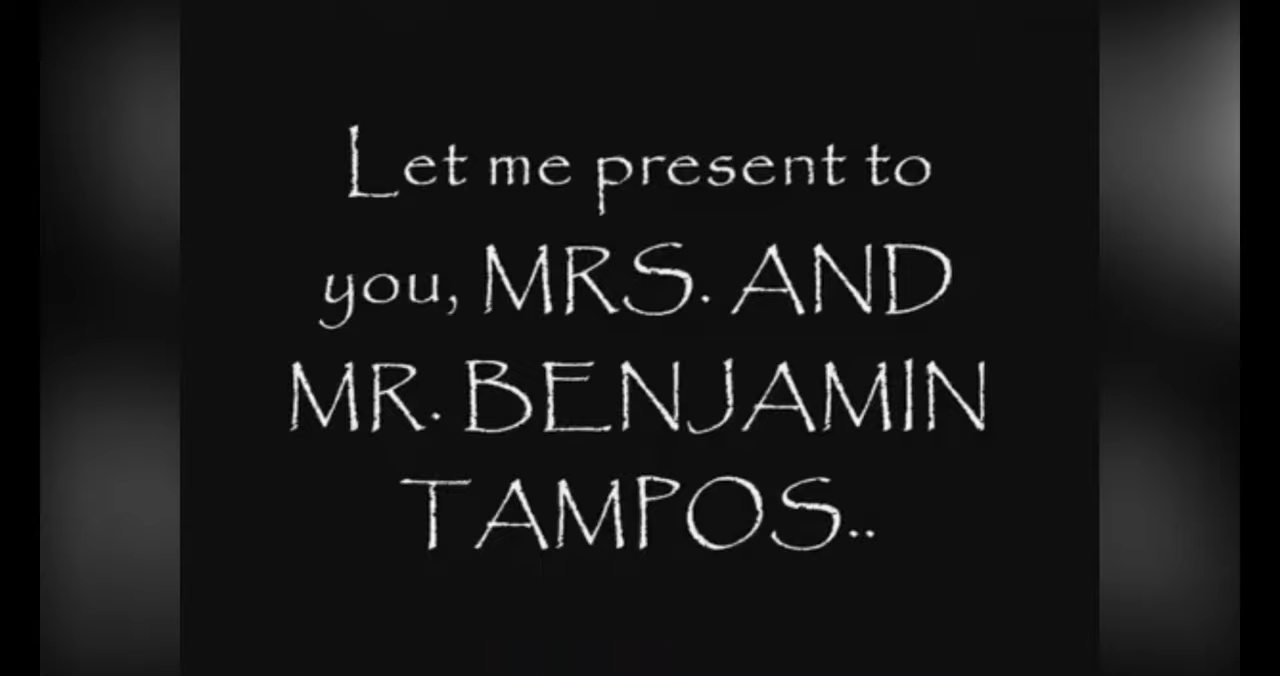 Let me present to
you, MRS. AND
MR. BENJAMIN
TAMPOS..